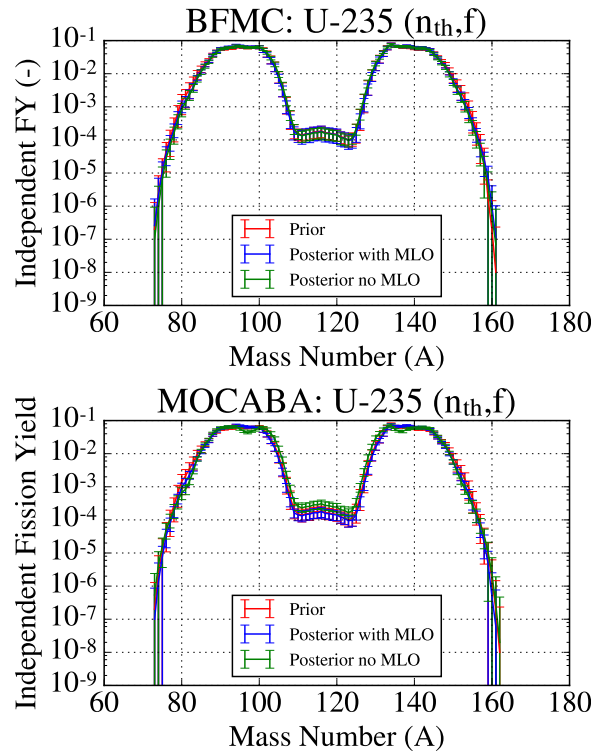 BFMC: U-235 (n_th,f)
Independent FY (-)
10^-1
10^-2
10^-3
10^-4
10^-5
10^-6
10^-7
10^-8
10^-9
Prior
Posterior with MLO
Posterior no MLO
60 80 100 120 140 160 180
Mass Number (A)
MOCABA: U-235 (n_th,f)
Independent Fission Yield
10^-1
10^-2
10^-3
10^-4
10^-5
10^-6
10^-7
10^-8
10^-9
Prior
Posterior with MLO
Posterior no MLO
60 80 100 120 140 160 180
Mass Number (A)